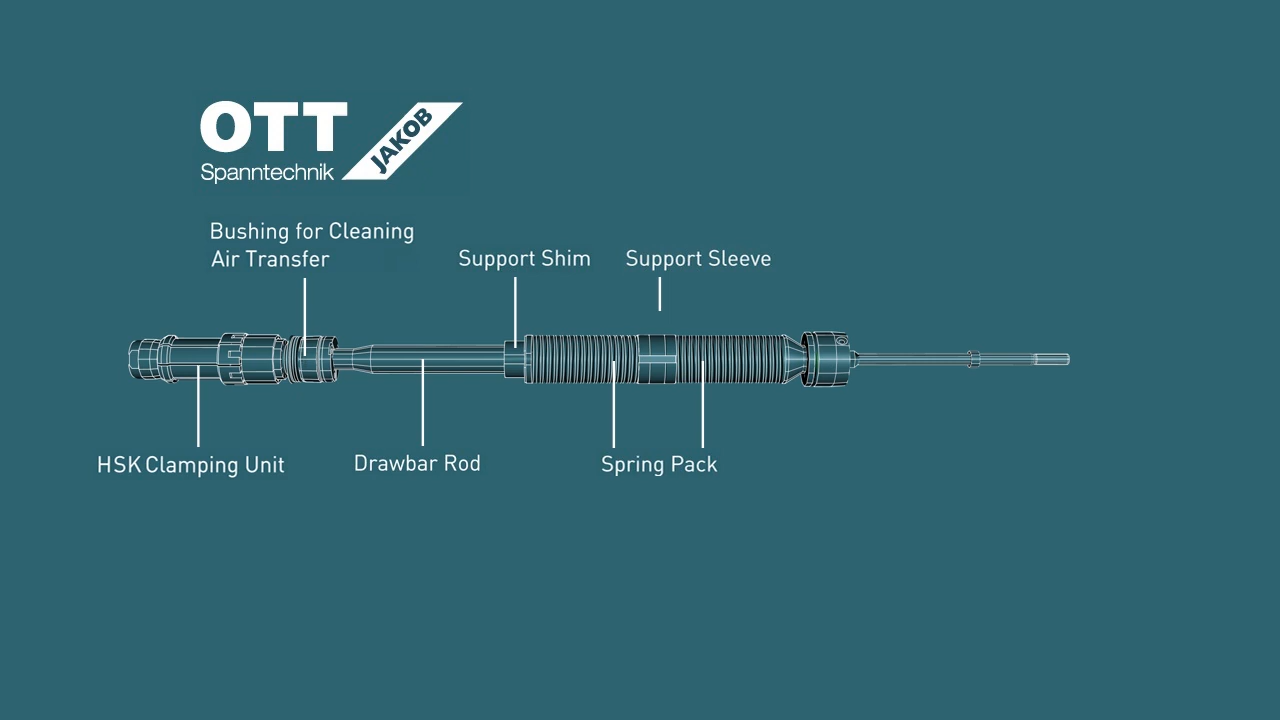 OTT
JAKOB
Spanntechnik
Bushing for Cleaning
Air Transfer
Support Shim
Support Sleeve
HSK Clamping Unit
Drawbar Rod
Spring Pack